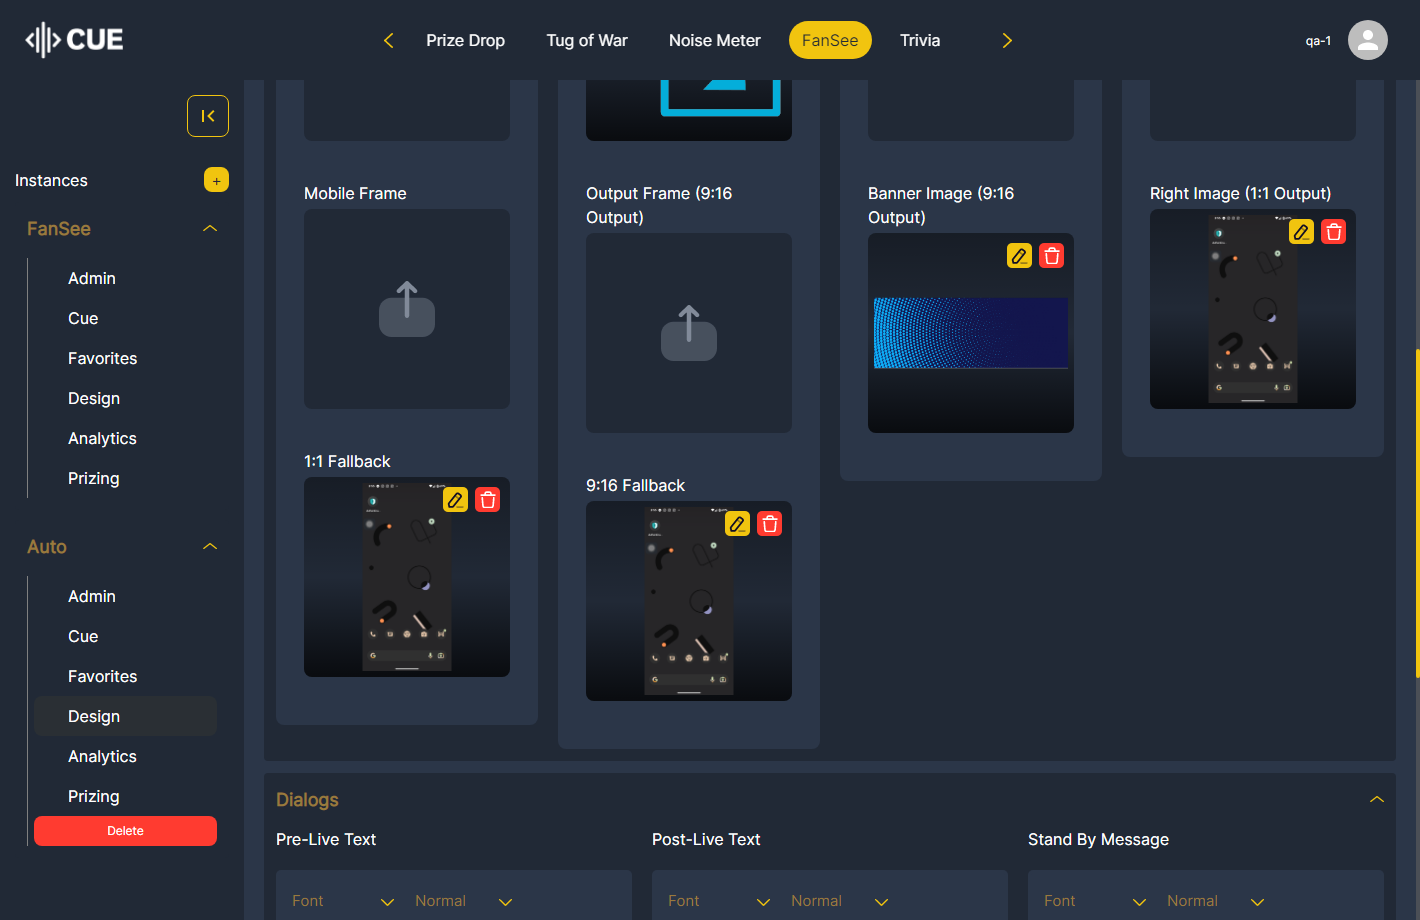 CUE
Prize Drop
Tug of War
Noise Meter
FanSee
Trivia
qa-1
Instances
+
FanSee
Admin
Cue
Favorites
Design
Analytics
Prizing
Auto
Admin
Cue
Favorites
Design
Analytics
Prizing
Delete
Mobile Frame
Output Frame (9:16
Output)
Banner Image (9:16
Output)
Right Image (1:1 Output)
1:1 Fallback
9:16 Fallback
Dialogs
Pre-Live Text
Post-Live Text
Stand By Message
Font
Normal
Font
Normal
Font
Normal